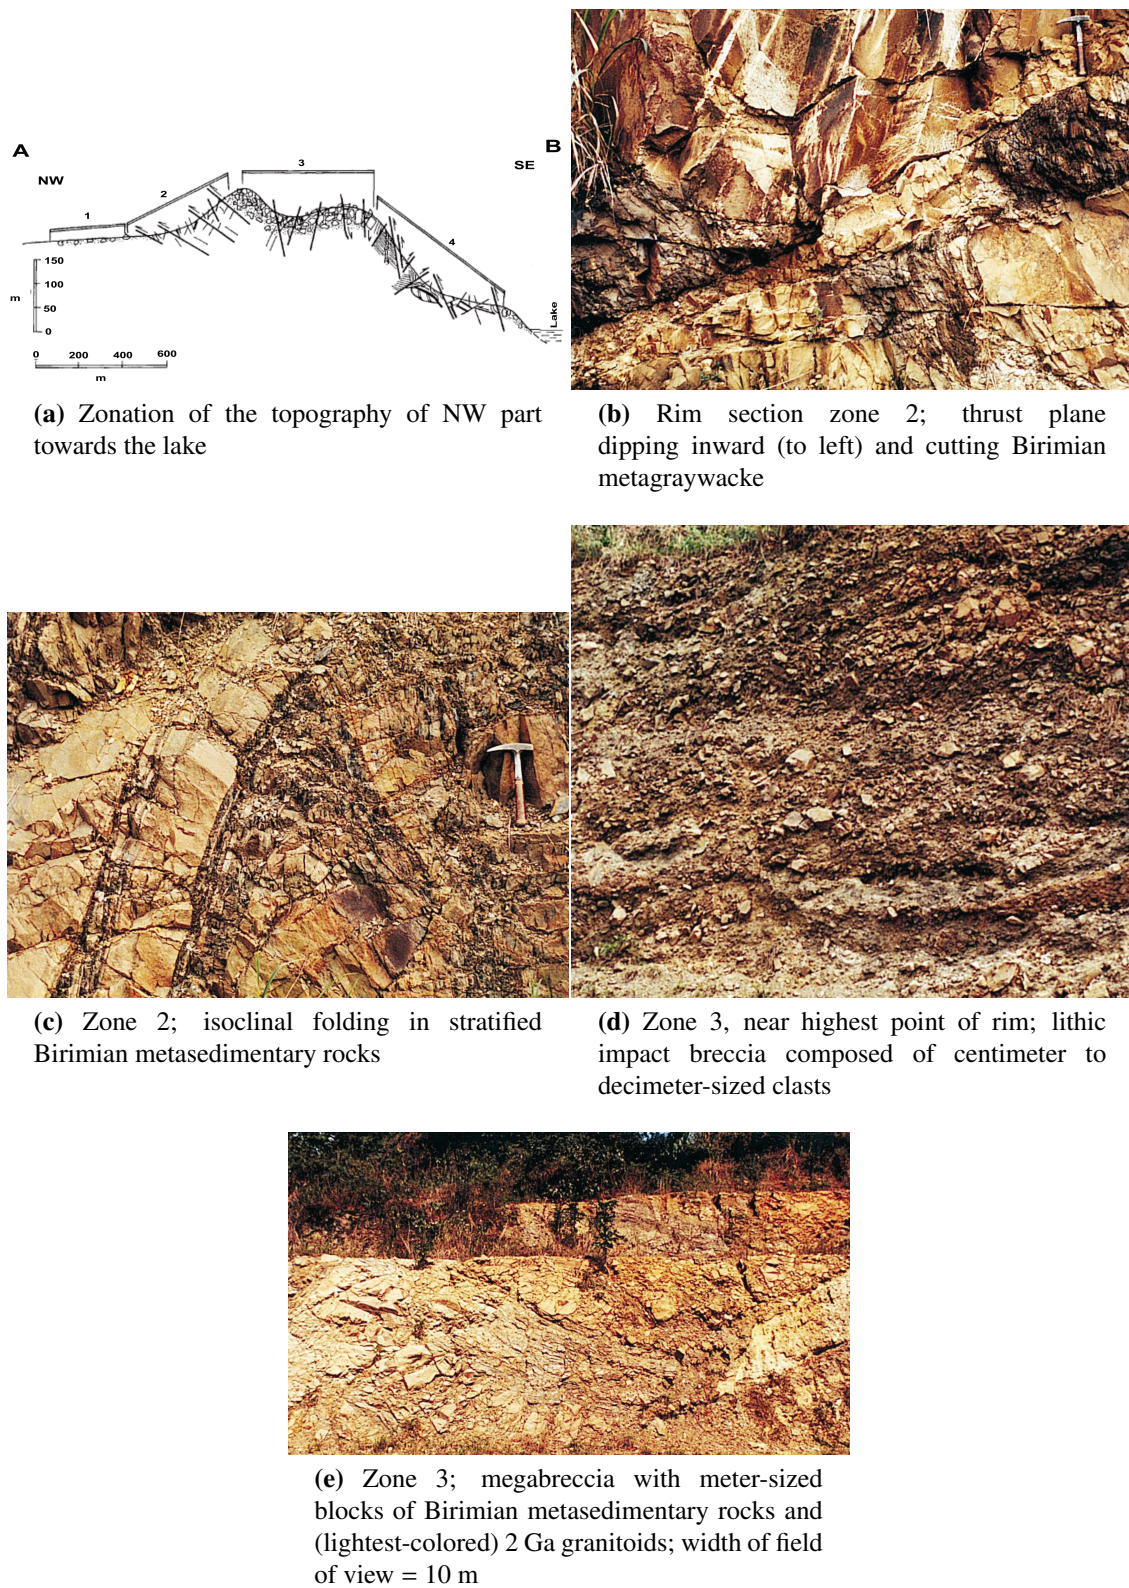 A
B
NW
SE
1
2
3
4
150
100
50
0
m
Lake
0 200 400 600
m
(a) Zonation of the topography of NW part
towards the lake
(b) Rim section zone 2; thrust plane
dipping inward (to left) and cutting Birimian
metagraywacke
(c) Zone 2; isoclinal folding in stratified
Birimian metasedimentary rocks
(d) Zone 3, near highest point of rim; lithic
impact breccia composed of centimeter to
decimeter-sized clasts
(e) Zone 3; megabreccia with meter-sized
blocks of Birimian metasedimentary rocks and
(lightest-colored) 2 Ga granitoids; width of field
of view = 10 m